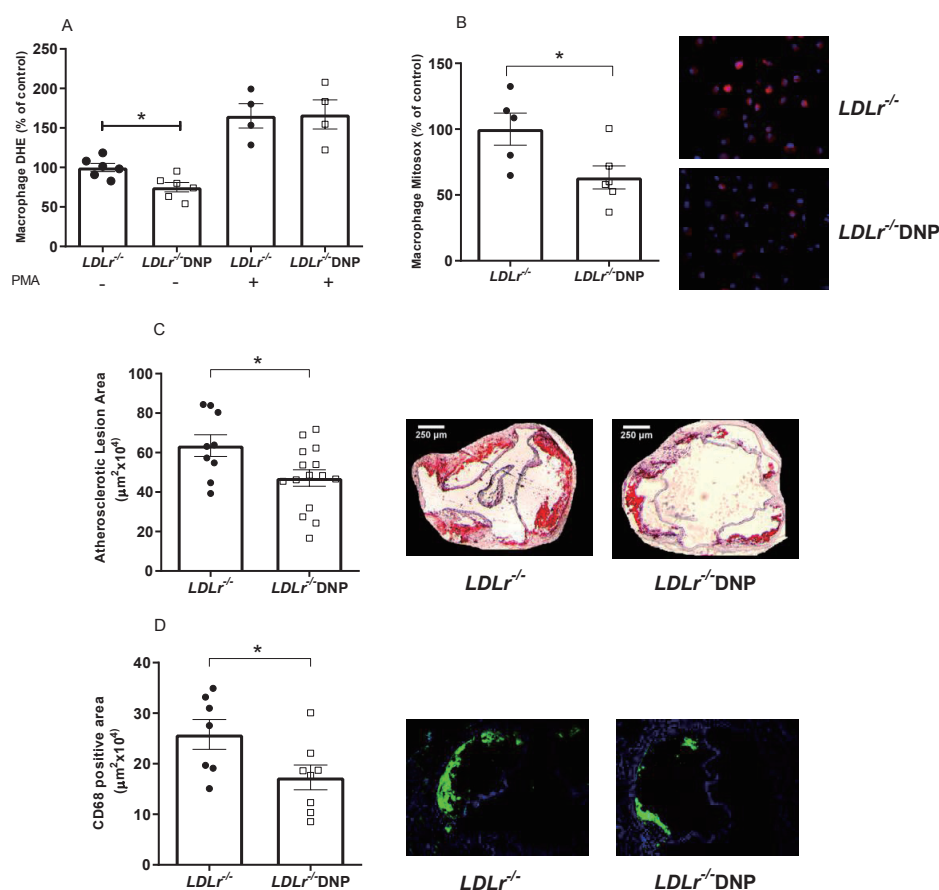 A
Macrophage DHE (% of control)
250
200
150
100
50
0
*
LDLr-/-
LDLr-/-DNP
LDLr-/-
LDLr-/-DNP
PMA
-
-
+
+
B
Macrophage Mitosox (% of control)
150
100
50
0
*
LDLr-/-
LDLr-/-DNP
LDLr-/-
LDLr-/-DNP
C
Atherosclerotic Lesion Area
(µm²x10⁴)
100
80
60
40
20
0
*
LDLr-/-
LDLr-/-DNP
250 µm
250 µm
LDLr-/-
LDLr-/-DNP
D
CD68 positive area
(µm²x10⁴)
40
30
20
10
0
*
LDLr-/-
LDLr-/-DNP
LDLr-/-
LDLr-/-DNP